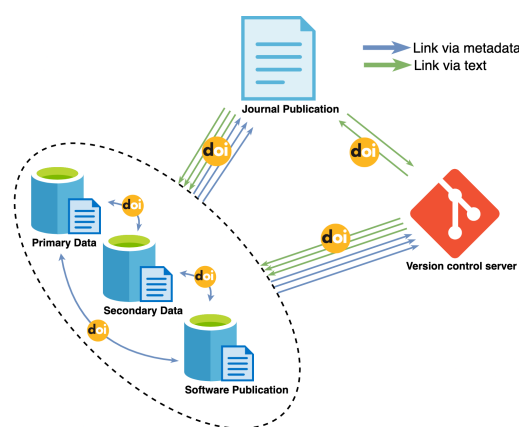 Link via metadata
Link via text
Journal Publication
doi
doi
doi
Primary Data
doi
Version control server
doi
Secondary Data
doi
Software Publication